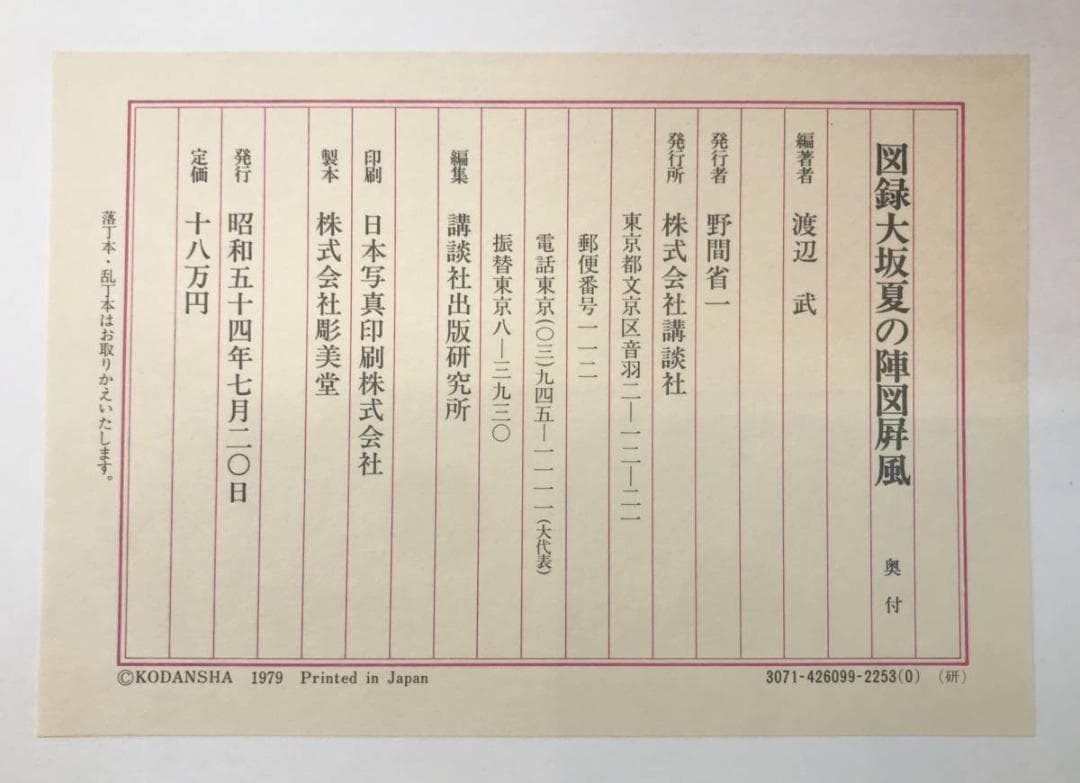 図録大坂夏の陣図屛風　奥付
編著者　渡辺　武
発行者　野間省一
発行所　株式会社講談社
東京都文京区音羽二―一二―二一
郵便番号一一二
電話東京(〇三)九四五―一一一一(大代表)
振替東京八―三九三〇
編集　講談社出版研究所
印刷　日本写真印刷株式会社
製本　株式会社彫美堂
発行　昭和五十四年七月二〇日
定価　十八万円
落丁本・乱丁本はお取りかえいたします。
©KODANSHA 1979 Printed in Japan
3071-426099-2253(0) (研)